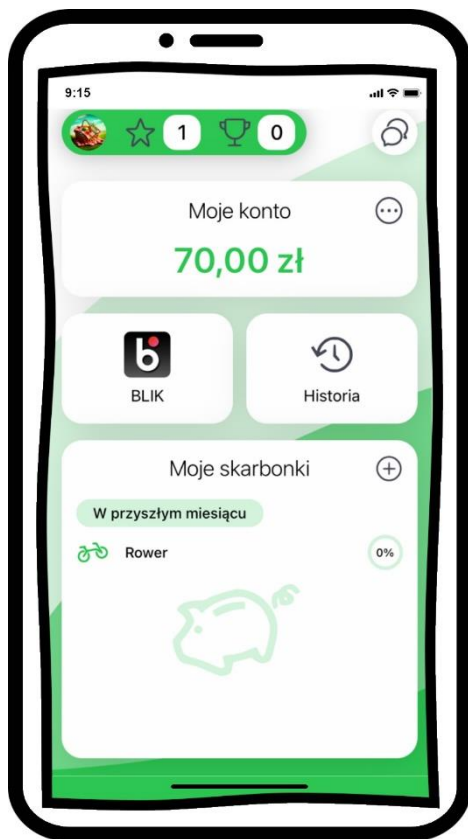 9:15
1 0
Moje konto
70,00 zł
BLIK Historia
Moje skarbonki
W przyszłym miesiącu
Rower 0%